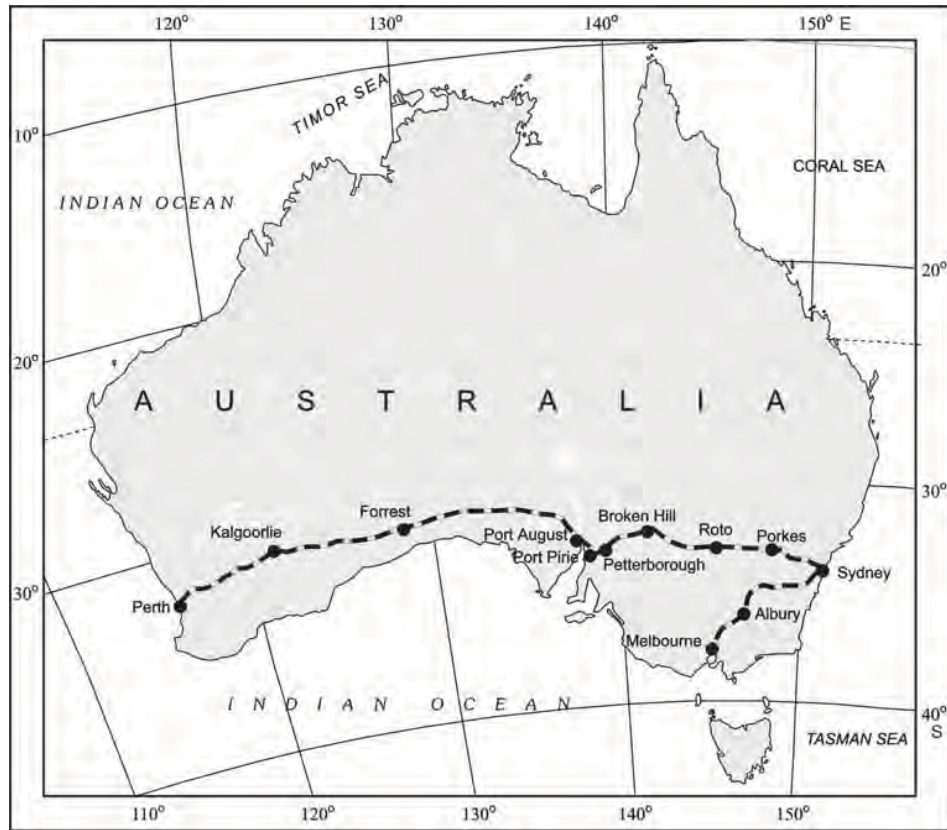 120° 130° 140° 150° E
TIMOR SEA
10°
CORAL SEA
INDIAN OCEAN
20°
20°
A U S T R A L I A
30°
Kalgoorlie
Forrest
Port August
Broken Hill
Roto
Porkes
Port Pirie
Petterborough
Sydney
30°
Perth
Albury
Melbourne
INDIAN OCEAN
40°
S
TASMAN SEA
110° 120° 130° 140° 150°